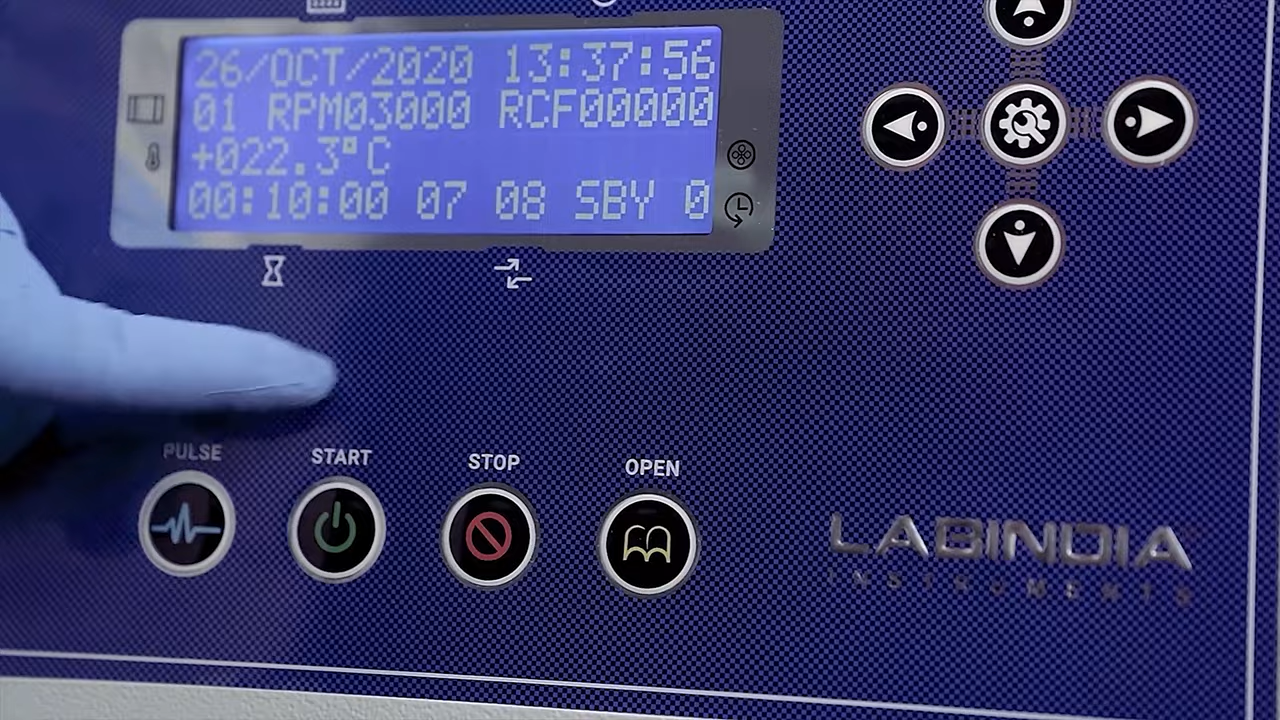 26/OCT/2020 13:37:56
01 RPM03000 RCF00000
+022.3°C
00:10:00 07 08 SBY 0
PULSE START STOP OPEN
LABINDIA
INSTRUMENTS